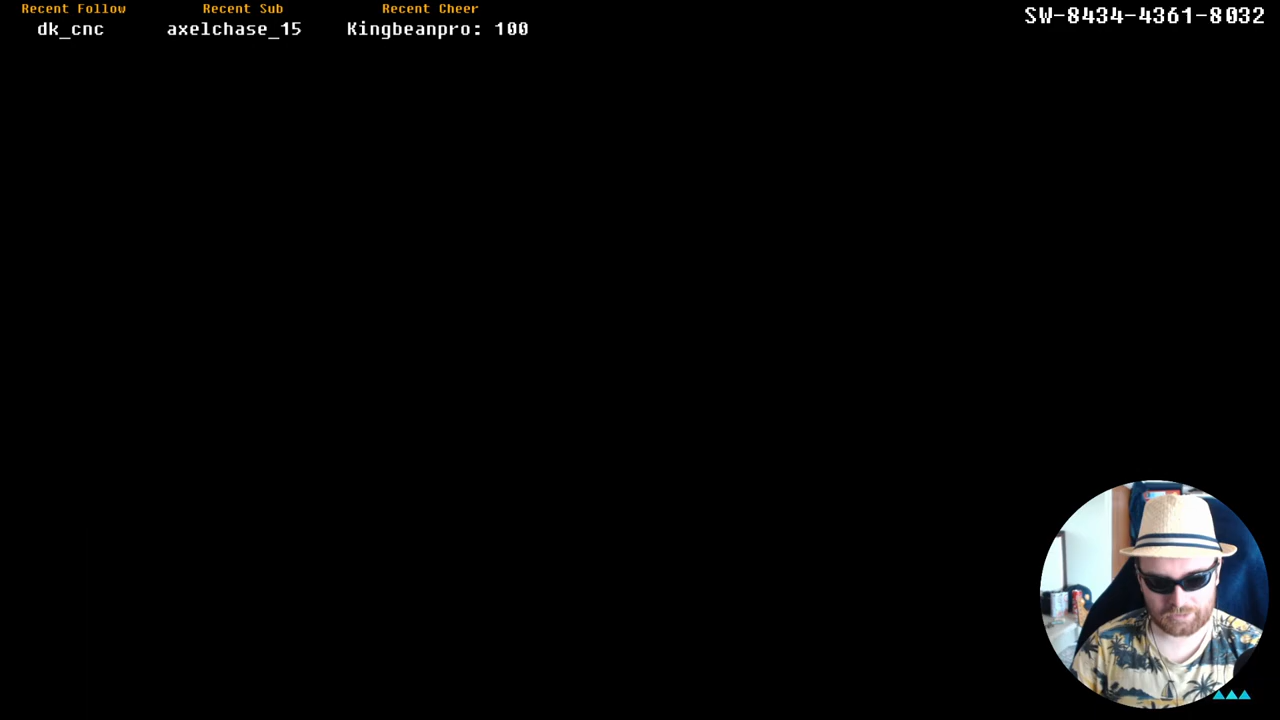 Recent Follow Recent Sub Recent Cheer
dk_cnc axelchase_15 Kingbeanpro: 100
SW-8434-4361-8032